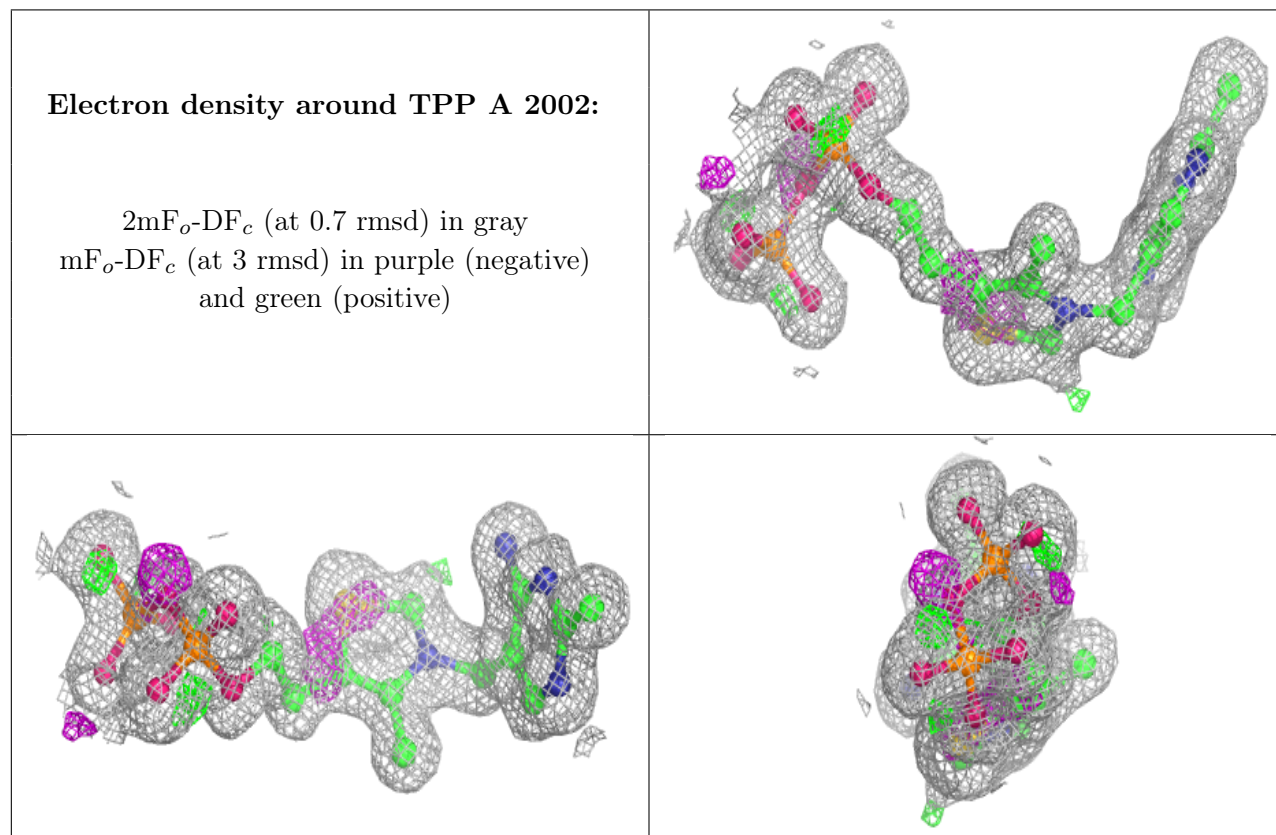 Electron density around TPP A 2002:
2mFo-DFc (at 0.7 rmsd) in gray
mFo-DFc (at 3 rmsd) in purple (negative)
and green (positive)